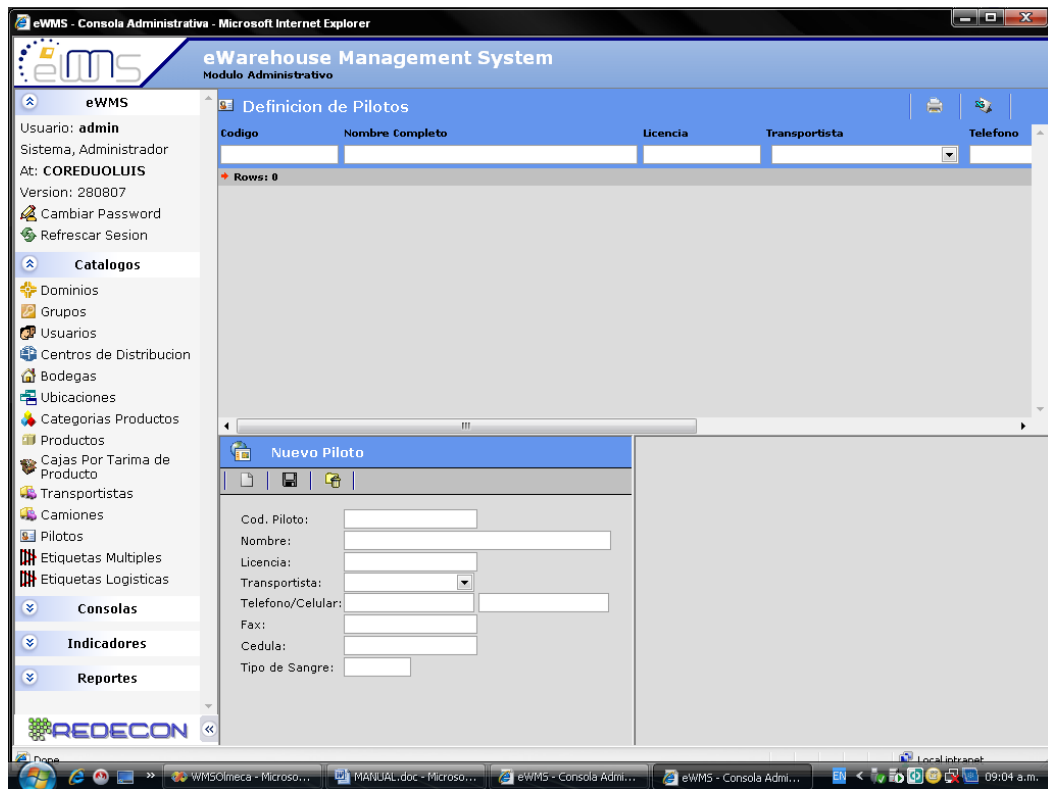 eWMS - Consola Administrativa - Microsoft Internet Explorer
eWMS
eWarehouse Management System
Modulo Administrativo
eWMS
Usuario: admin
Sistema, Administrador
At: COREDUOLUIS
Version: 280807
Cambiar Password
Refrescar Sesion
Catalogos
Dominios
Grupos
Usuarios
Centros de Distribucion
Bodegas
Ubicaciones
Categorias Productos
Productos
Cajas Por Tarima de
Producto
Transportistas
Camiones
Pilotos
Etiquetas Multiples
Etiquetas Logisticas
Consolas
Indicadores
Reportes
REDECON
Definicion de Pilotos
Codigo Nombre Completo Licencia Transportista Telefono
Rows: 0
Nuevo Piloto
Cod. Piloto:
Nombre:
Licencia:
Transportista:
Telefono/Celular:
Fax:
Cedula:
Tipo de Sangre:
Done Local intranet
WMSOlmeca - Microso... MANUAL.doc - Microso... eWMS - Consola Admi... eWMS - Consola Admi... EN 09:04 a.m.